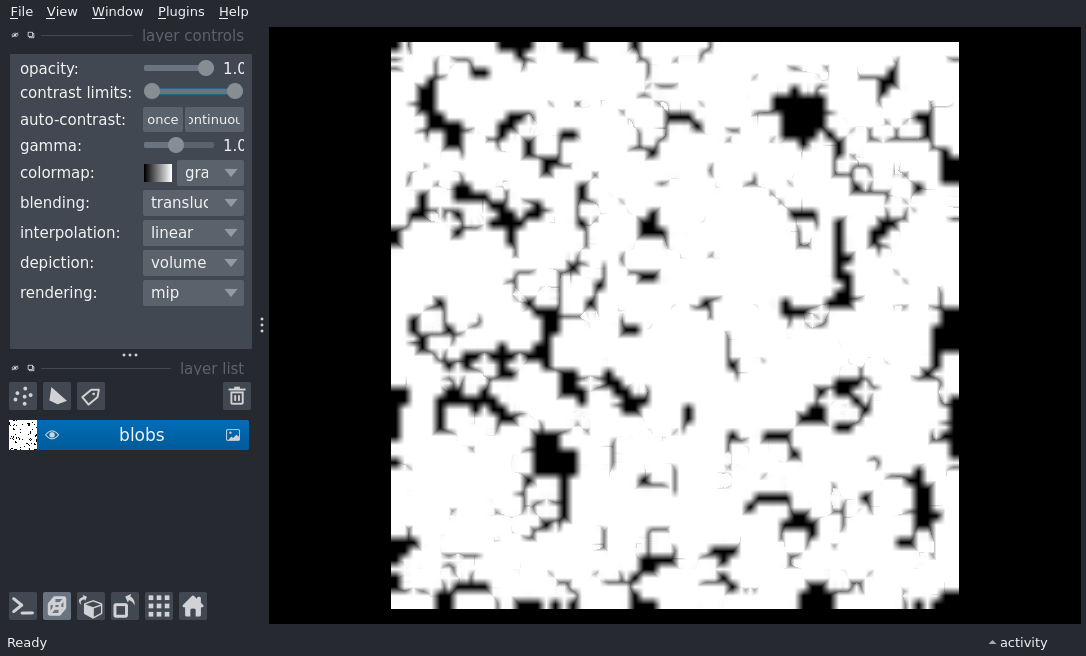 File View Window Plugins Help
layer controls
opacity: 1.0
contrast limits:
auto-contrast: once
gamma: 1.0
colormap: gra
blending: transluc
interpolation: linear
depiction: volume
rendering: mip
layer list
blobs
Ready
activity